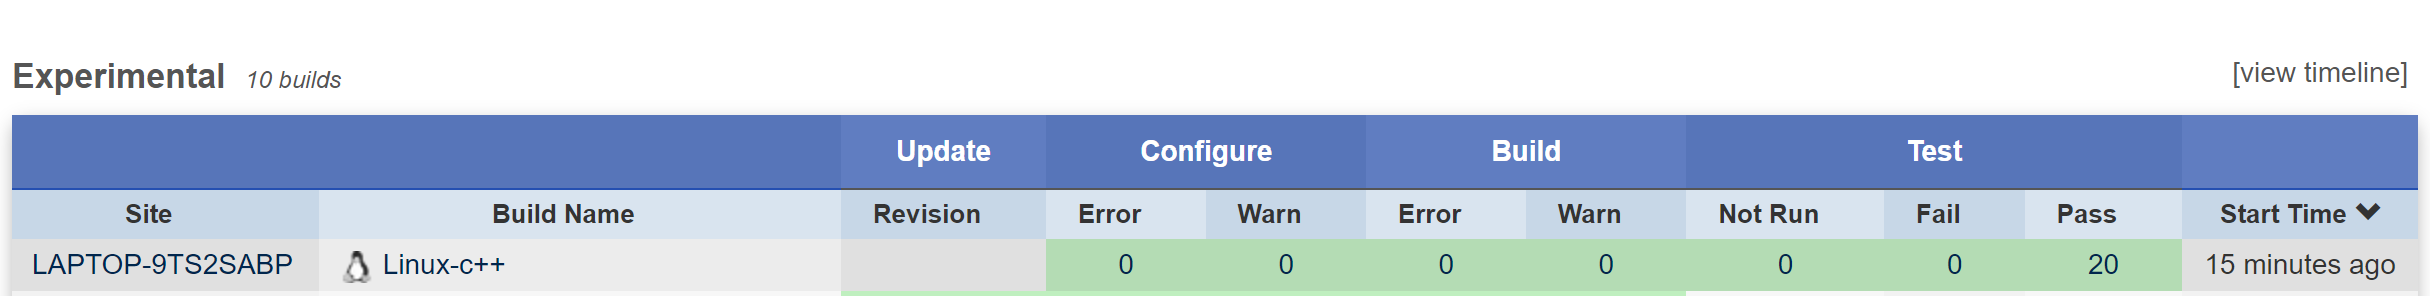 Experimental 10 builds [view timeline]
Update Configure Build Test
Site Build Name Revision Error Warn Error Warn Not Run Fail Pass Start Time
LAPTOP-9TS2SABP Linux-c++ 0 0 0 0 0 0 20 15 minutes ago